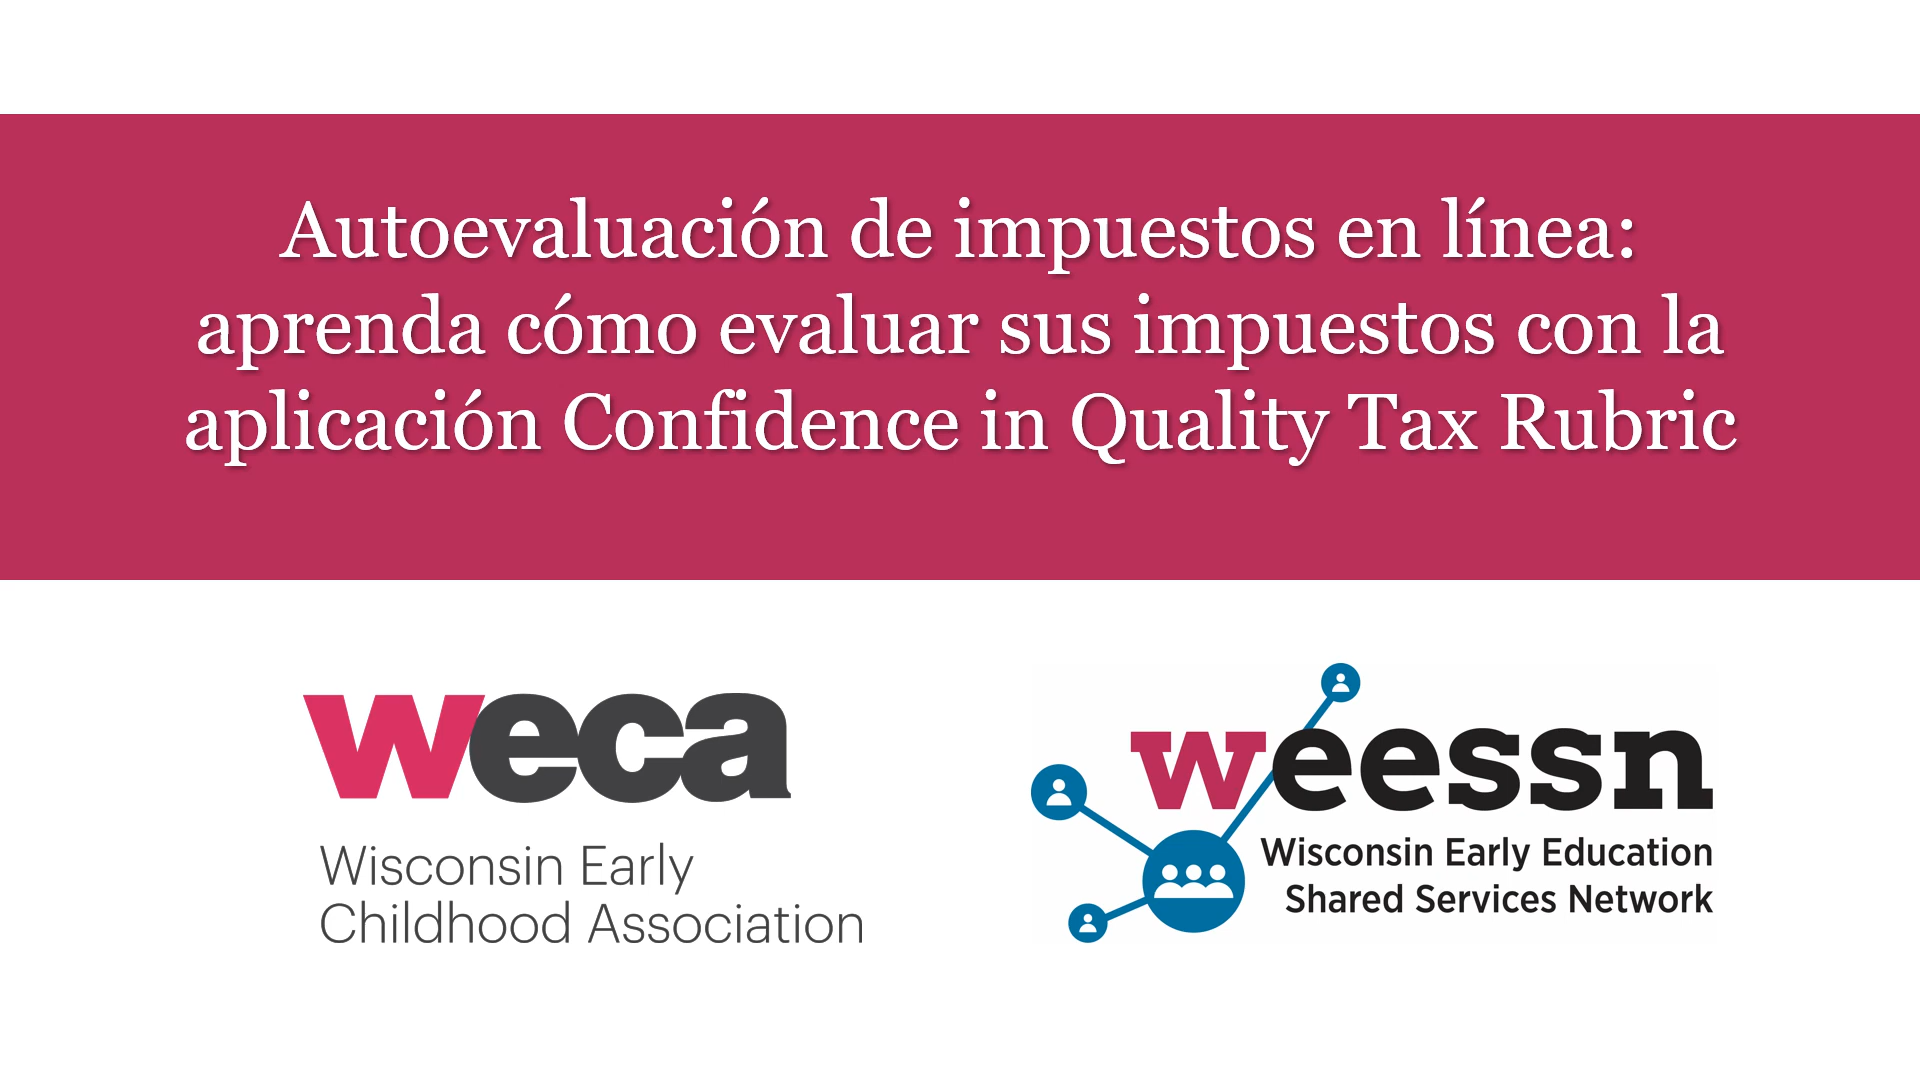 Autoevaluación de impuestos en línea:
aprenda cómo evaluar sus impuestos con la
aplicación Confidence in Quality Tax Rubric
weca
Wisconsin Early
Childhood Association
weessn
Wisconsin Early Education
Shared Services Network